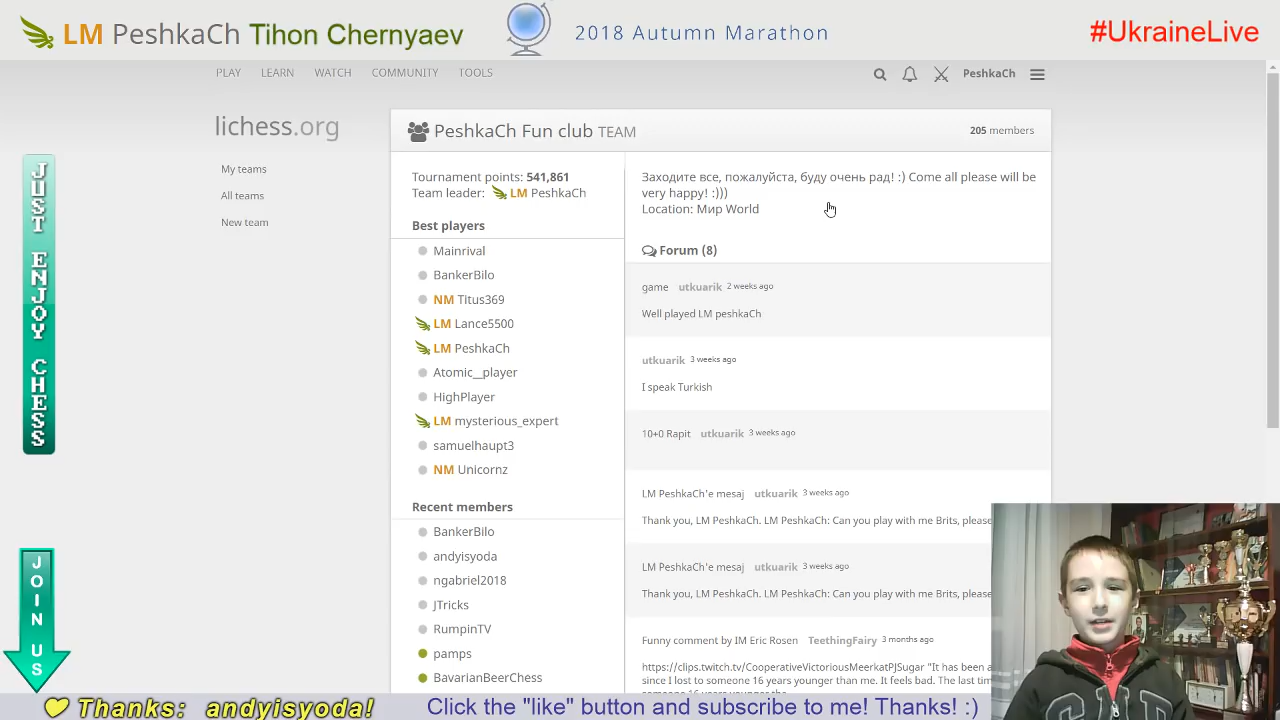 LM PeshkaCh Tihon Chernyaev
2018 Autumn Marathon
#UkraineLive
PLAY LEARN WATCH COMMUNITY TOOLS
PeshkaCh
lichess.org
My teams
All teams
New team
JUST ENJOY CHESS
JOIN US
PeshkaCh Fun club TEAM
205 members
Tournament points: 541,861
Team leader: LM PeshkaCh
Best players
Mainrival
BankerBilo
NM Titus369
LM Lance5500
LM PeshkaCh
Atomic__player
HighPlayer
LM mysterious_expert
samuelhaupt3
NM Unicornz
Recent members
BankerBilo
andyisyoda
ngabriel2018
JTricks
RumpinTV
pamps
BavarianBeerChess
Заходите все, пожалуйста, буду очень рад! :) Come all please will be
very happy! :)))
Location: Мир World
Forum (8)
game utkuarik 2 weeks ago
Well played LM peshkaCh
utkuarik 3 weeks ago
I speak Turkish
10+0 Rapit utkuarik 3 weeks ago
LM PeshkaCh'e mesaj utkuarik 3 weeks ago
Thank you, LM PeshkaCh. LM PeshkaCh: Can you play with me Brits, please
LM PeshkaCh'e mesaj utkuarik 3 weeks ago
Thank you, LM PeshkaCh. LM PeshkaCh: Can you play with me Brits, please
Funny comment by IM Eric Rosen TeethingFairy 3 months ago
https://clips.twitch.tv/CooperativeVictoriousMeerkatPJSugar "It has been a
since I lost to someone 16 years younger than me. It feels bad. The last tim
GAP
Thanks: andyisyoda!
Click the "like" button and subscribe to me! Thanks! :)